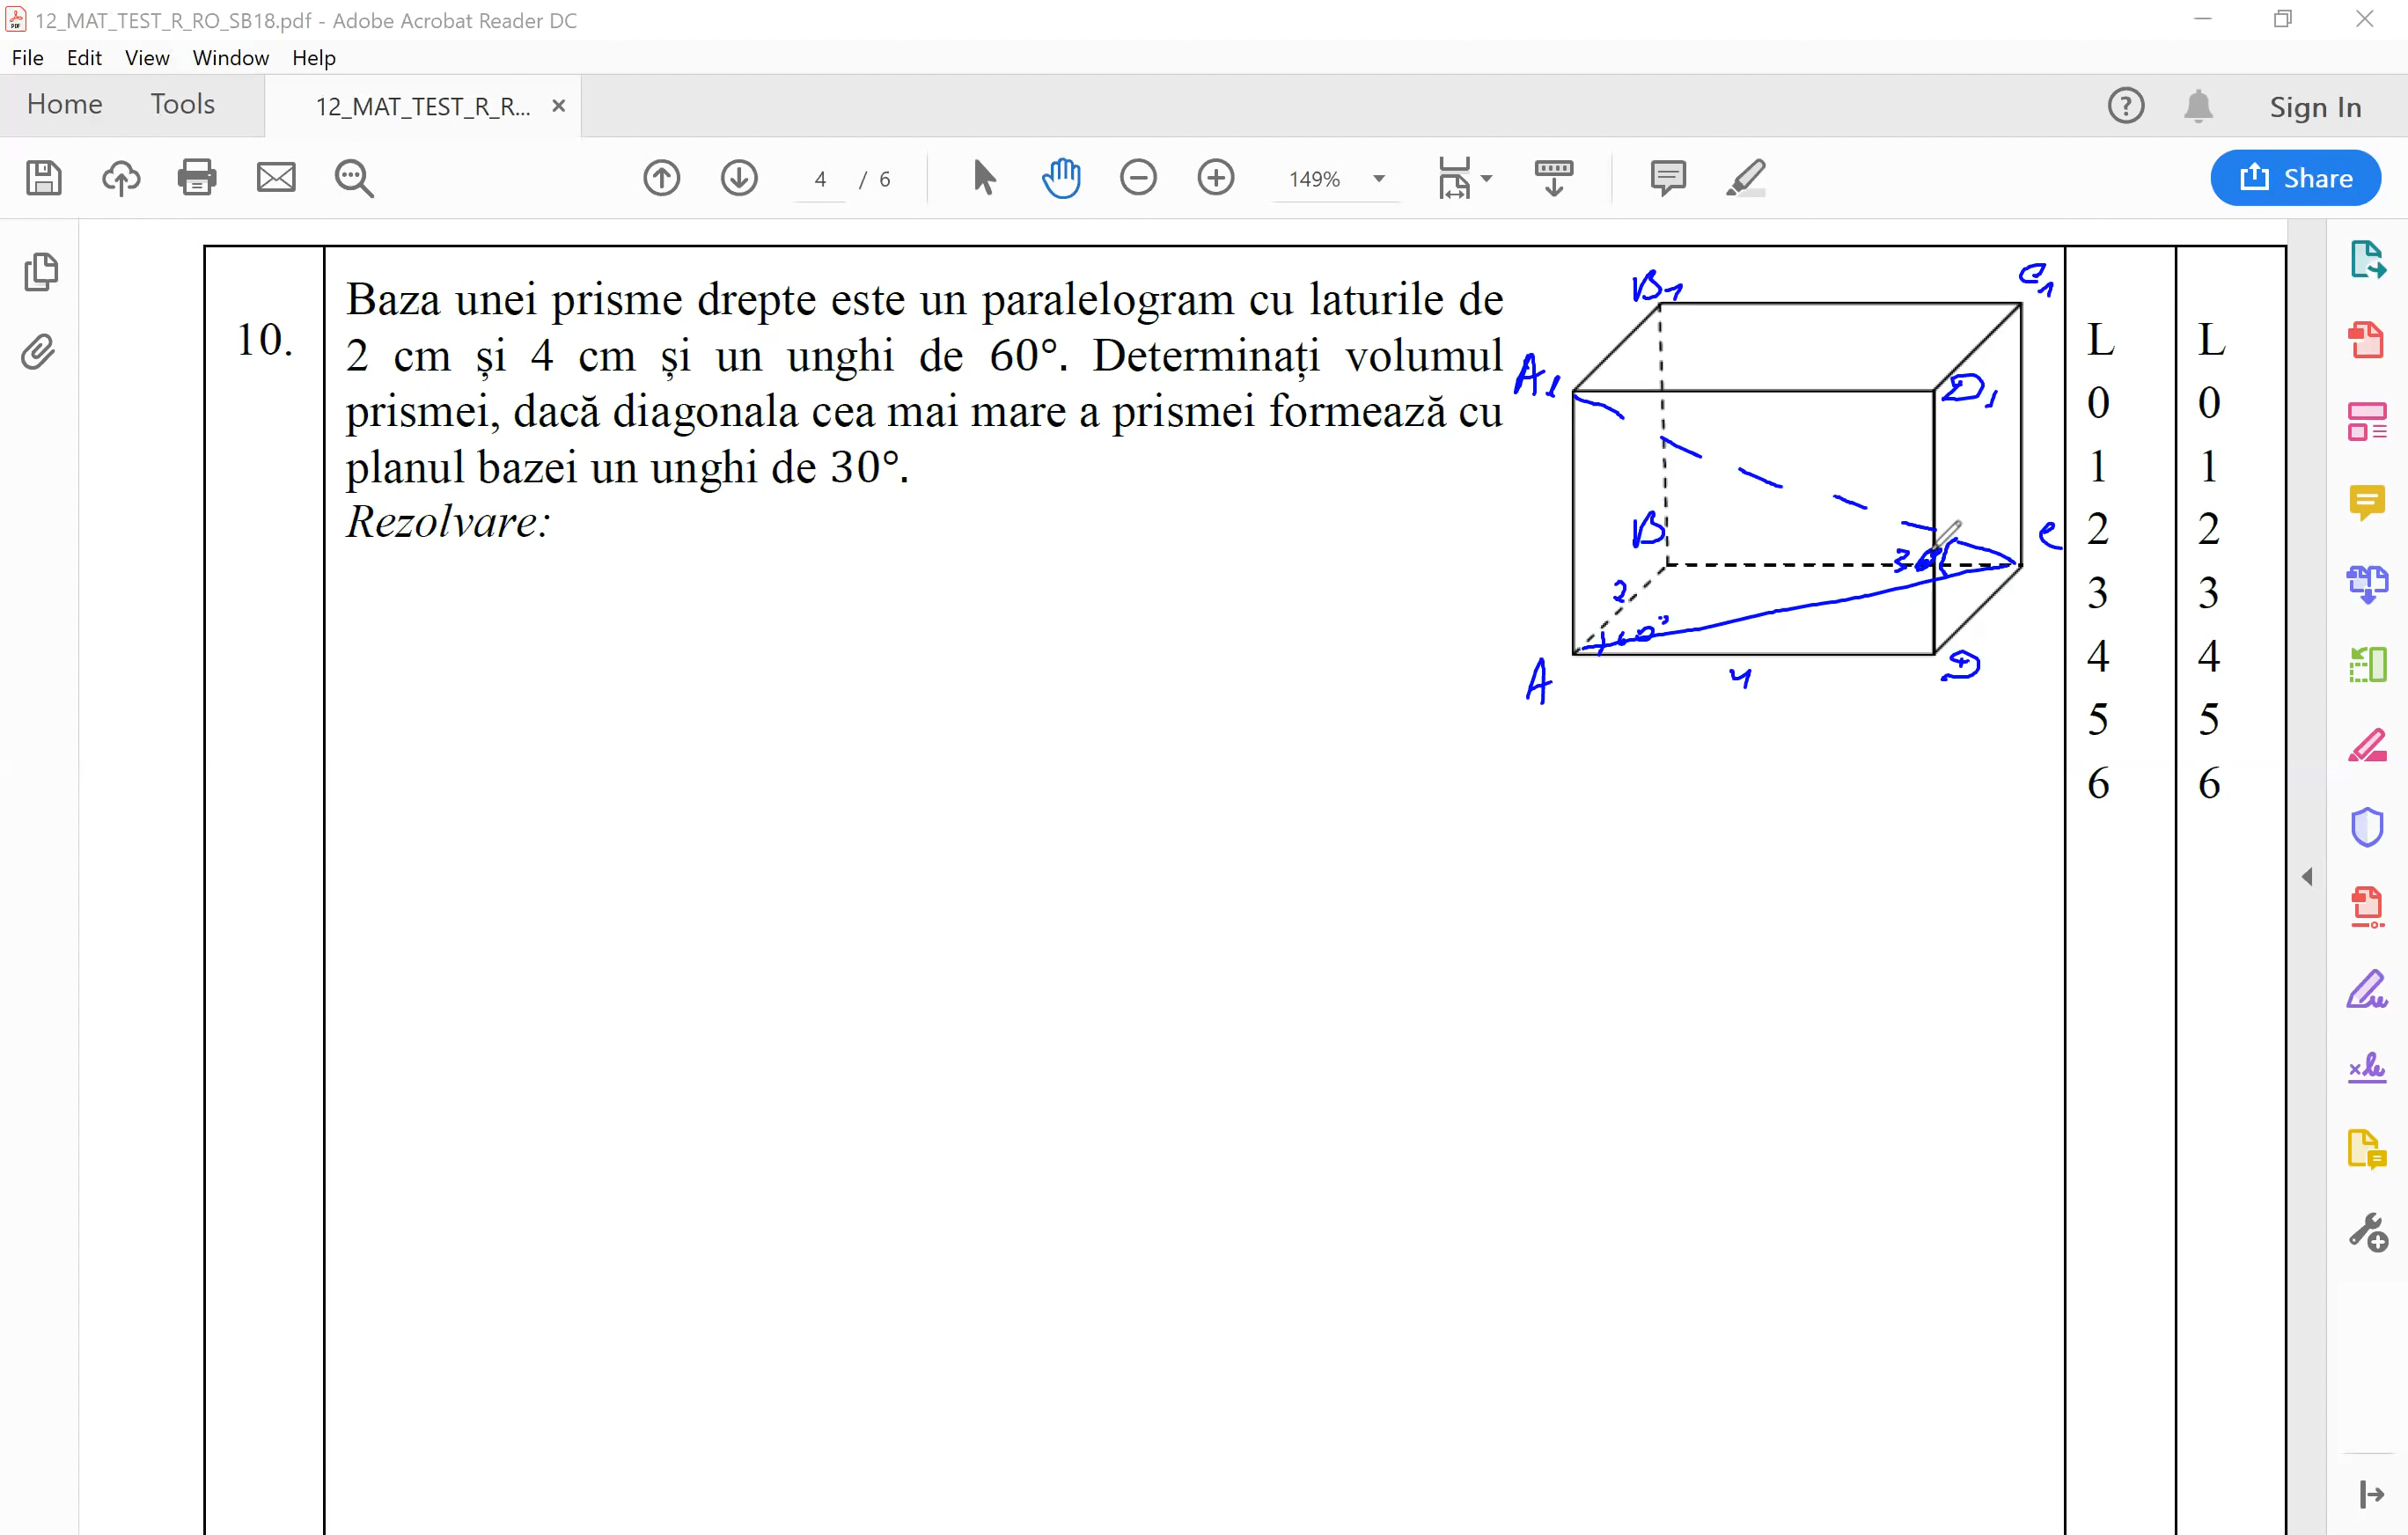 12_MAT_TEST_R_RO_SB18.pdf - Adobe Acrobat Reader DC
File Edit View Window Help
Home Tools 12_MAT_TEST_R_R... × Sign In
4 / 6 149% Share
10.
Baza unei prisme drepte este un paralelogram cu laturile de
2 cm și 4 cm și un unghi de 60°. Determinați volumul
prismei, dacă diagonala cea mai mare a prismei formează cu
planul bazei un unghi de 30°.
Rezolvare:
B1 C1
A1 D1
B C
2 60°
A 4 D
L L
0 0
1 1
2 2
3 3
4 4
5 5
6 6